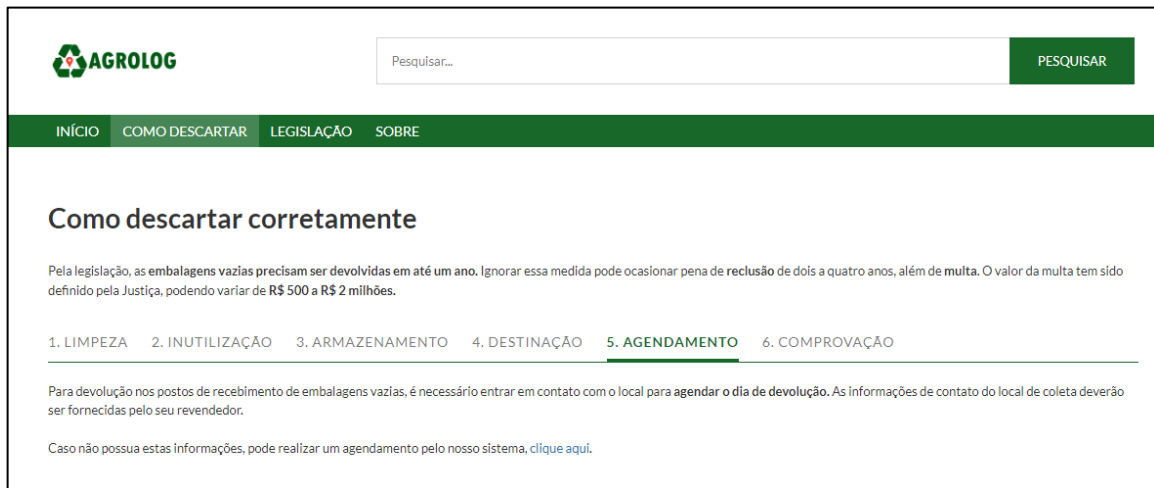 AGROLOG
Pesquisar...
PESQUISAR
INÍCIO COMO DESCARTAR LEGISLAÇÃO SOBRE
Como descartar corretamente
Pela legislação, as embalagens vazias precisam ser devolvidas em até um ano. Ignorar essa medida pode ocasionar pena de reclusão de dois a quatro anos, além de multa. O valor da multa tem sido
definido pela Justiça, podendo variar de R$ 500 a R$ 2 milhões.
1. LIMPEZA 2. INUTILIZAÇÃO 3. ARMAZENAMENTO 4. DESTINAÇÃO 5. AGENDAMENTO 6. COMPROVAÇÃO
Para devolução nos postos de recebimento de embalagens vazias, é necessário entrar em contato com o local para agendar o dia de devolução. As informações de contato do local de coleta deverão
ser fornecidas pelo seu revendedor.
Caso não possua estas informações, pode realizar um agendamento pelo nosso sistema, clique aqui.